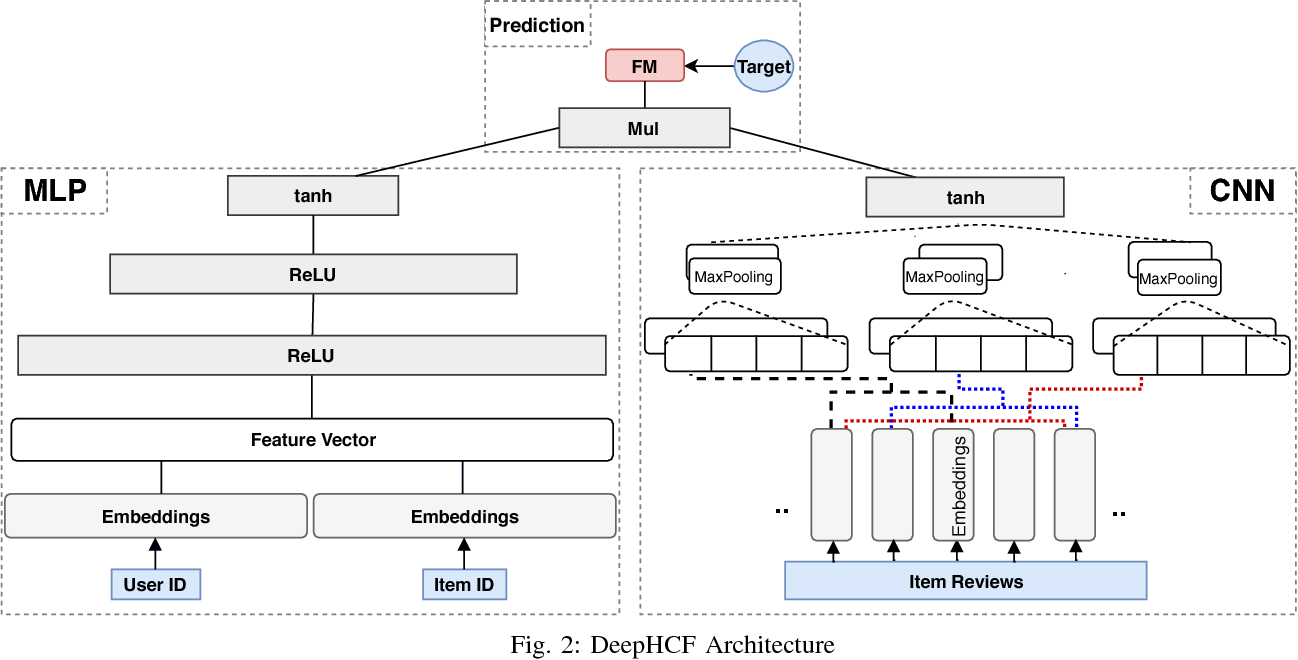 Prediction
FM
Target
Mul
MLP
tanh
ReLU
ReLU
Feature Vector
Embeddings
Embeddings
User ID
Item ID
CNN
tanh
MaxPooling
MaxPooling
MaxPooling
..
Embeddings
..
Item Reviews
Fig. 2: DeepHCF Architecture